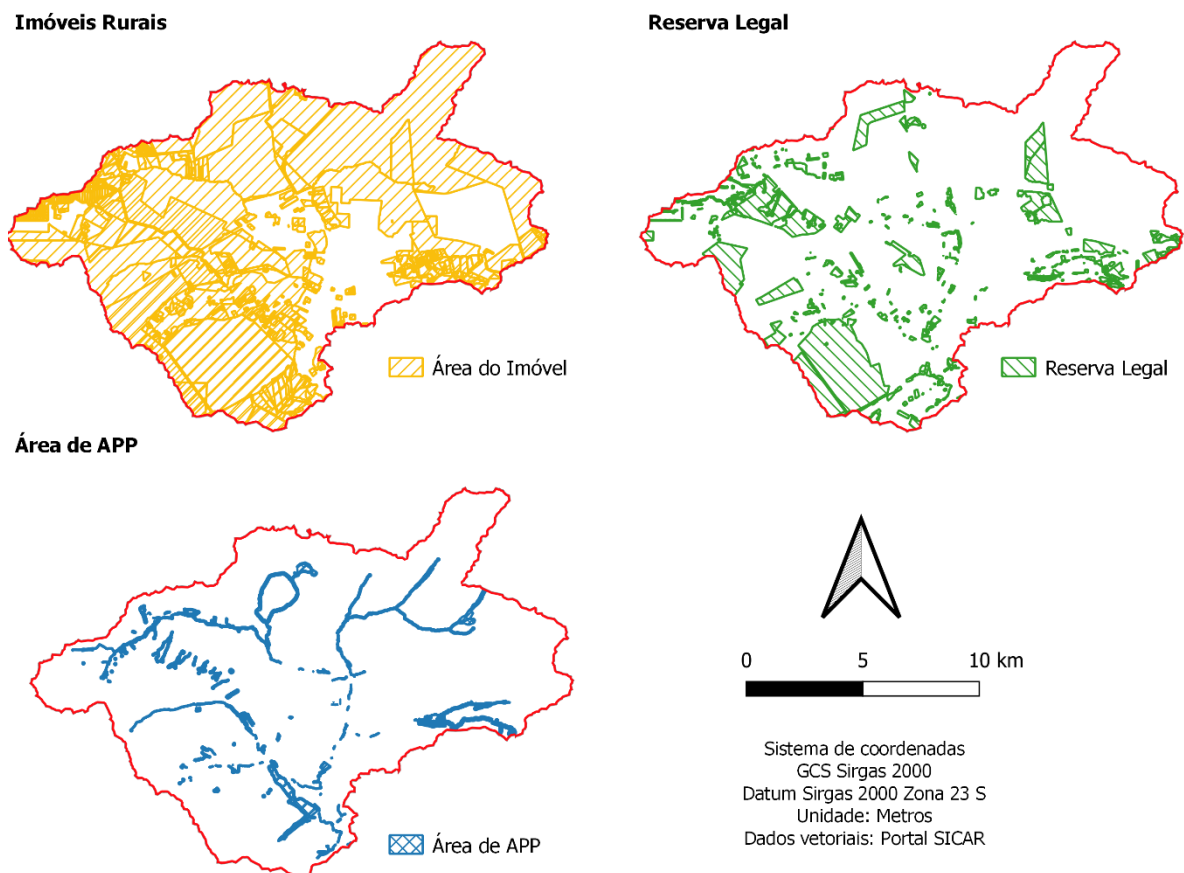 Imóveis Rurais
Reserva Legal
Área do Imóvel
Reserva Legal
Área de APP
Área de APP
0 5 10 km
Sistema de coordenadas
GCS Sirgas 2000
Datum Sirgas 2000 Zona 23 S
Unidade: Metros
Dados vetoriais: Portal SICAR